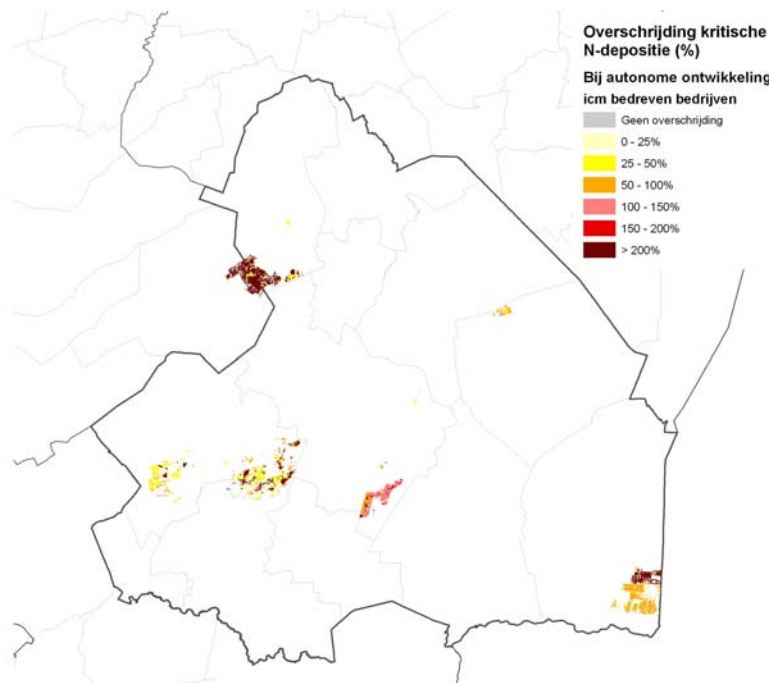 Overschrijding kritische
N-depositie (%)
Bij autonome ontwikkeling
icm bedreven bedrijven
Geen overschrijding
0 - 25%
25 - 50%
50 - 100%
100 - 150%
150 - 200%
> 200%